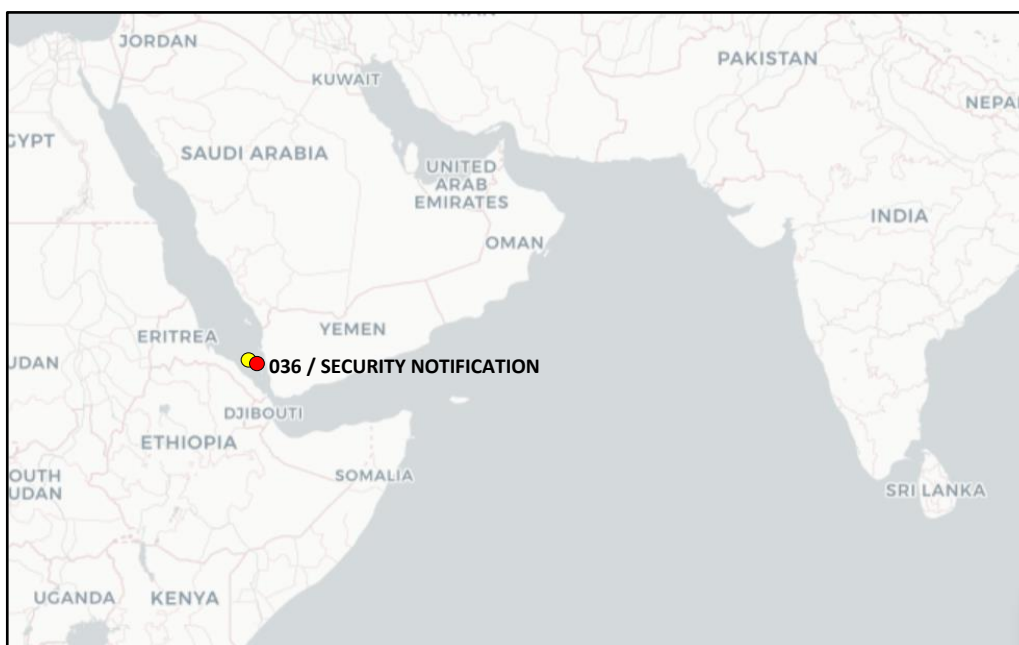 JORDAN
PAKISTAN
KUWAIT
NEPAL
GYPT
SAUDI ARABIA
UNITED
ARAB
EMIRATES
INDIA
OMAN
YEMEN
ERITREA
UDAN
036 / SECURITY NOTIFICATION
DJIBOUTI
ETHIOPIA
OUTH
UDAN
SOMALIA
SRI LANKA
UGANDA
KENYA